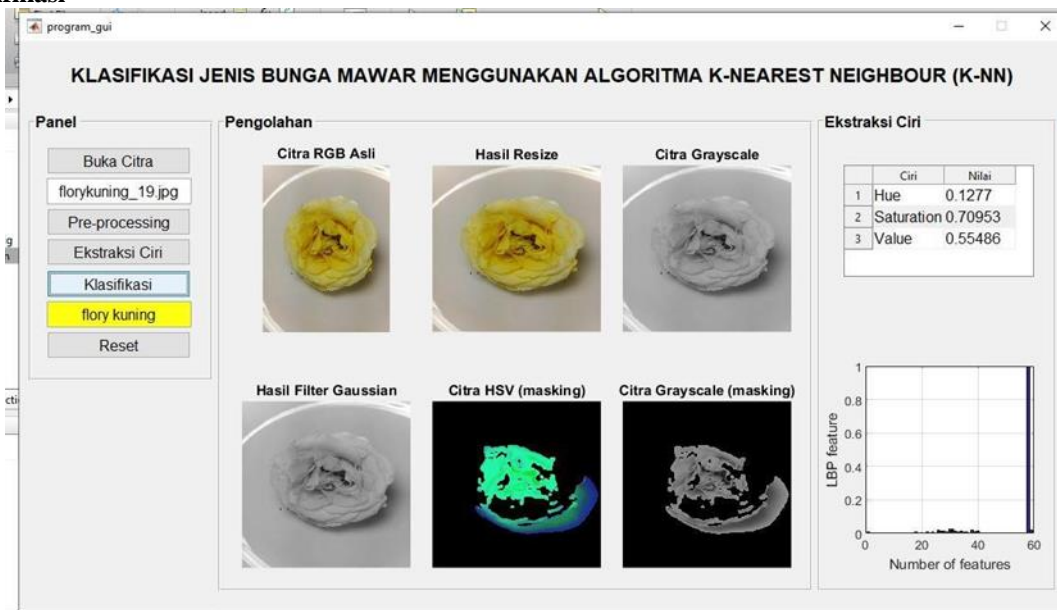 program_gui
KLASIFIKASI JENIS BUNGA MAWAR MENGGUNAKAN ALGORITMA K-NEAREST NEIGHBOUR (K-NN)
Panel
Buka Citra
florykuning_19.jpg
Pre-processing
Ekstraksi Ciri
Klasifikasi
flory kuning
Reset
Pengolahan
Citra RGB Asli
Hasil Resize
Citra Grayscale
Hasil Filter Gaussian
Citra HSV (masking)
Citra Grayscale (masking)
Ekstraksi Ciri
Ciri Nilai
1 Hue 0.1277
2 Saturation 0.70953
3 Value 0.55486
LBP feature
1
0.8
0.6
0.4
0.2
0
0 20 40 60
Number of features